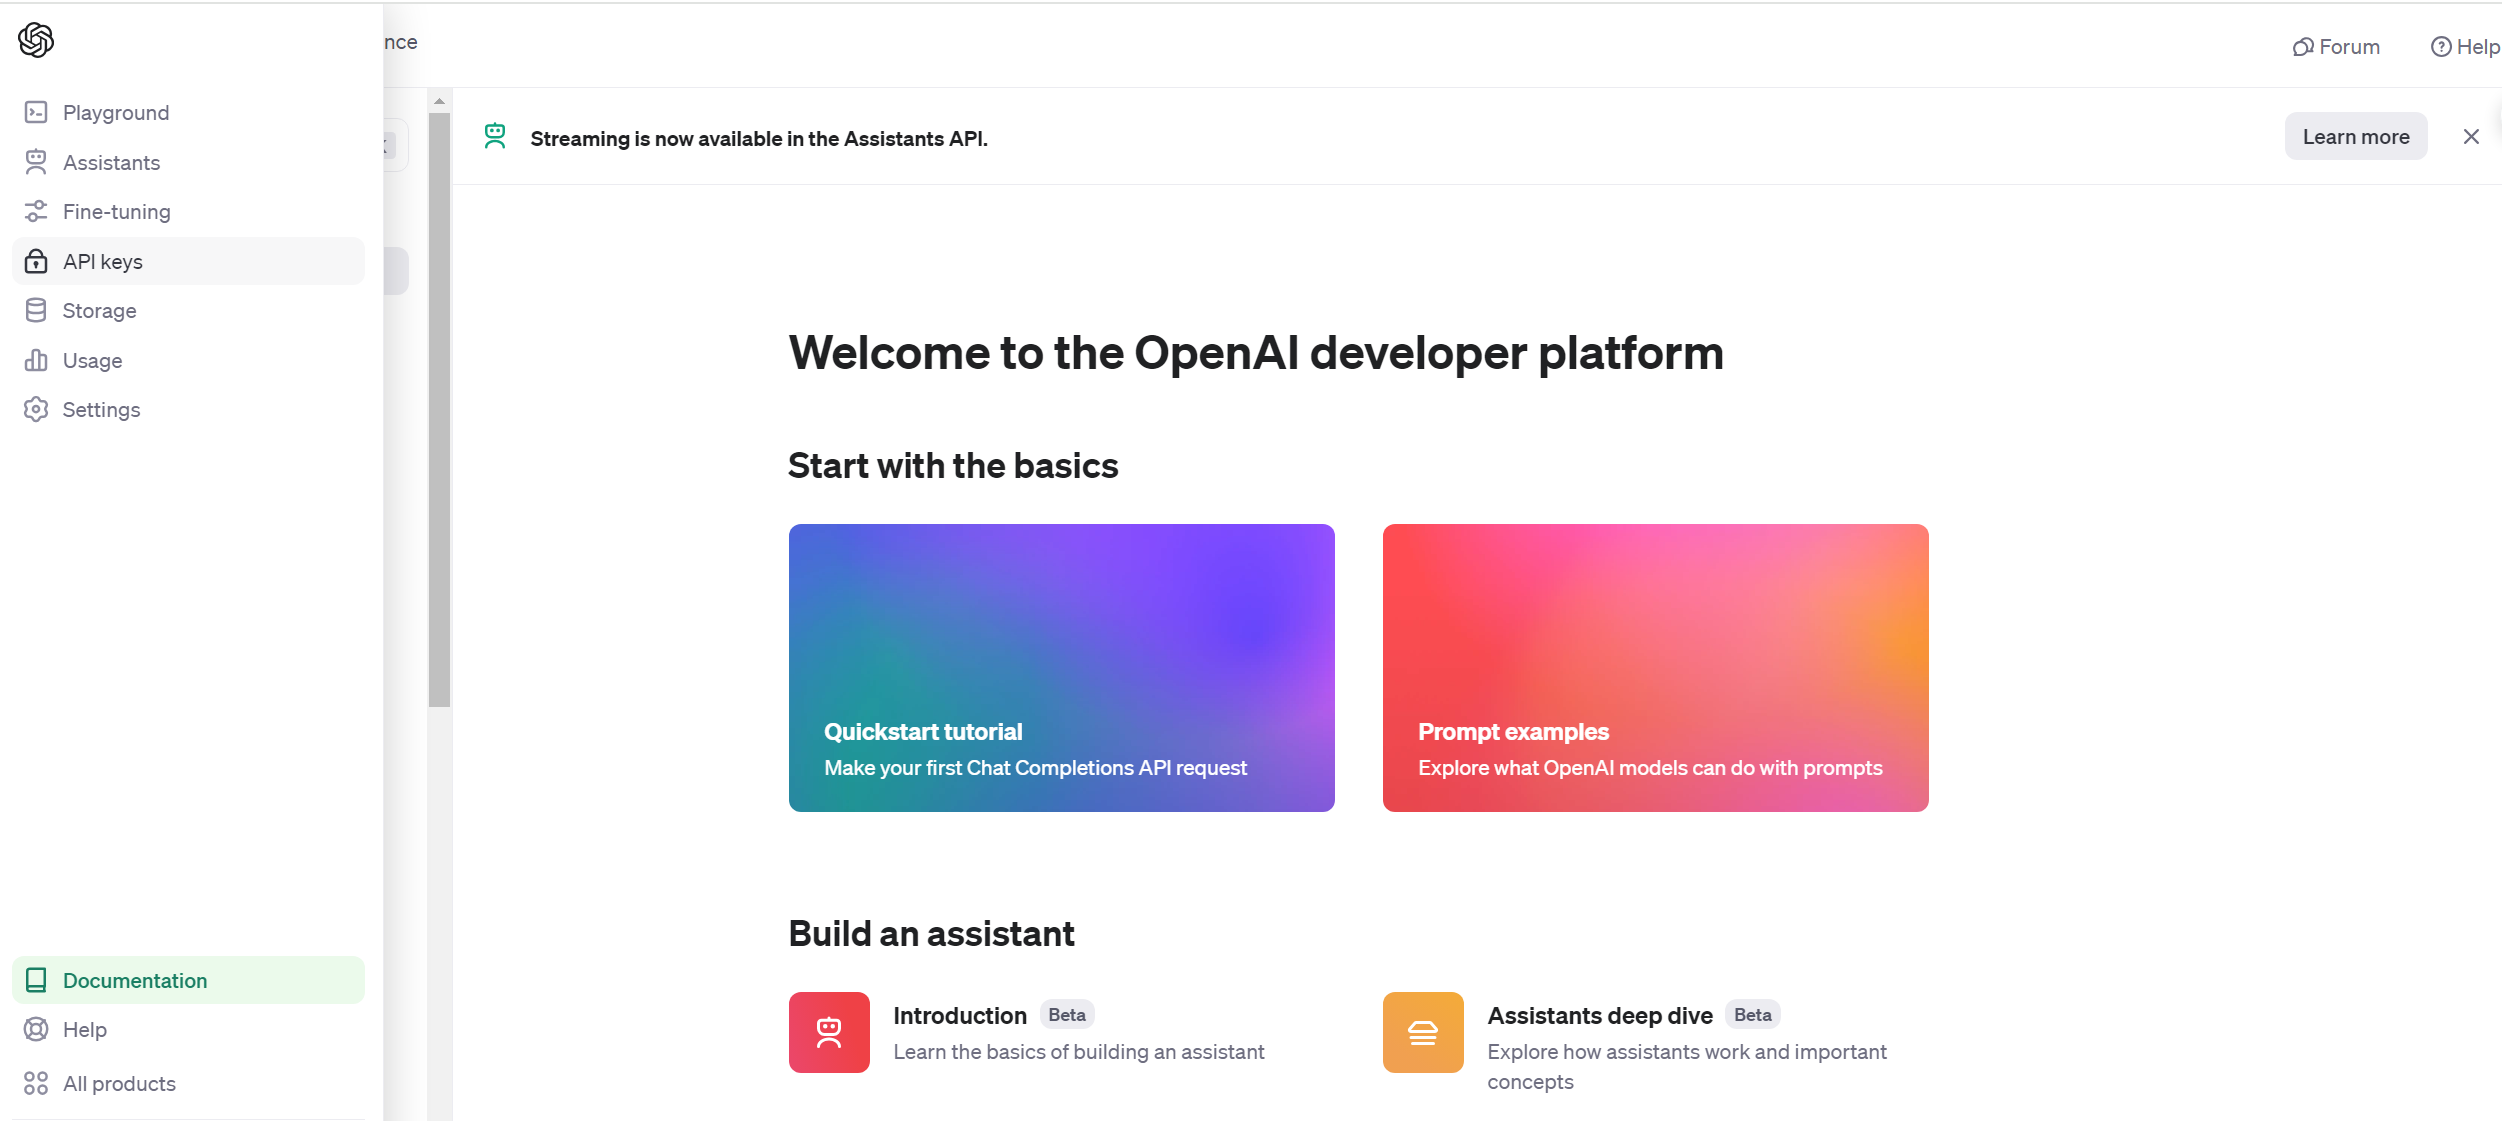 nce
Forum
Help
Playground
Assistants
Fine-tuning
API keys
Storage
Usage
Settings
Documentation
Help
All products
Streaming is now available in the Assistants API.
Learn more
Welcome to the OpenAI developer platform
Start with the basics
Quickstart tutorial
Make your first Chat Completions API request
Prompt examples
Explore what OpenAI models can do with prompts
Build an assistant
Introduction Beta
Learn the basics of building an assistant
Assistants deep dive Beta
Explore how assistants work and important
concepts